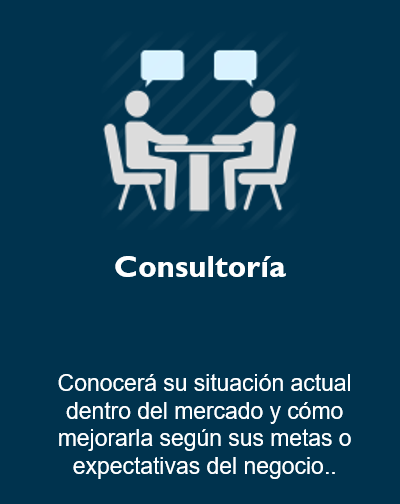 Consultoría
Conocerá su situación actual
dentro del mercado y cómo
mejorarla según sus metas o
expectativas del negocio..